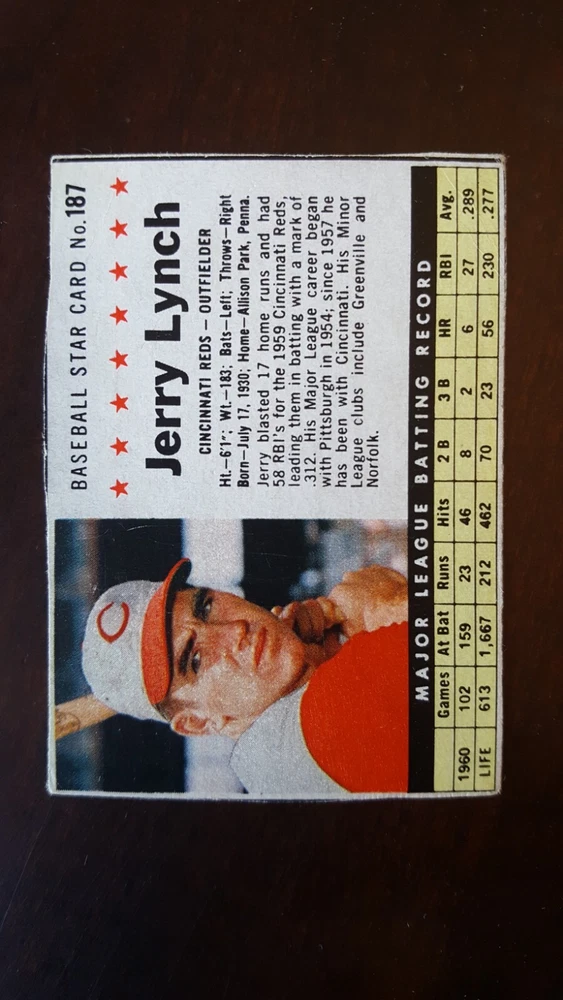 BASEBALL STAR CARD No.187
Jerry Lynch
CINCINNATI REDS – OUTFIELDER
Ht.–6'1"; Wt.–183; Bats–Left; Throws–Right
Born–July 17, 1930; Home–Allison Park, Penna.
Jerry blasted 17 home runs and had
58 RBI's for the 1959 Cincinnati Reds,
leading them in batting with a mark of
.312. His Major League career began
with Pittsburgh in 1954; since 1957 he
has been with Cincinnati. His Minor
League clubs include Greenville and
Norfolk.
C
MAJOR LEAGUE BATTING RECORD
Games At Bat Runs Hits 2 B 3 B HR RBI Avg.
1960 102 159 23 46 8 2 6 27 .289
LIFE 613 1,667 212 462 70 23 56 230 .277